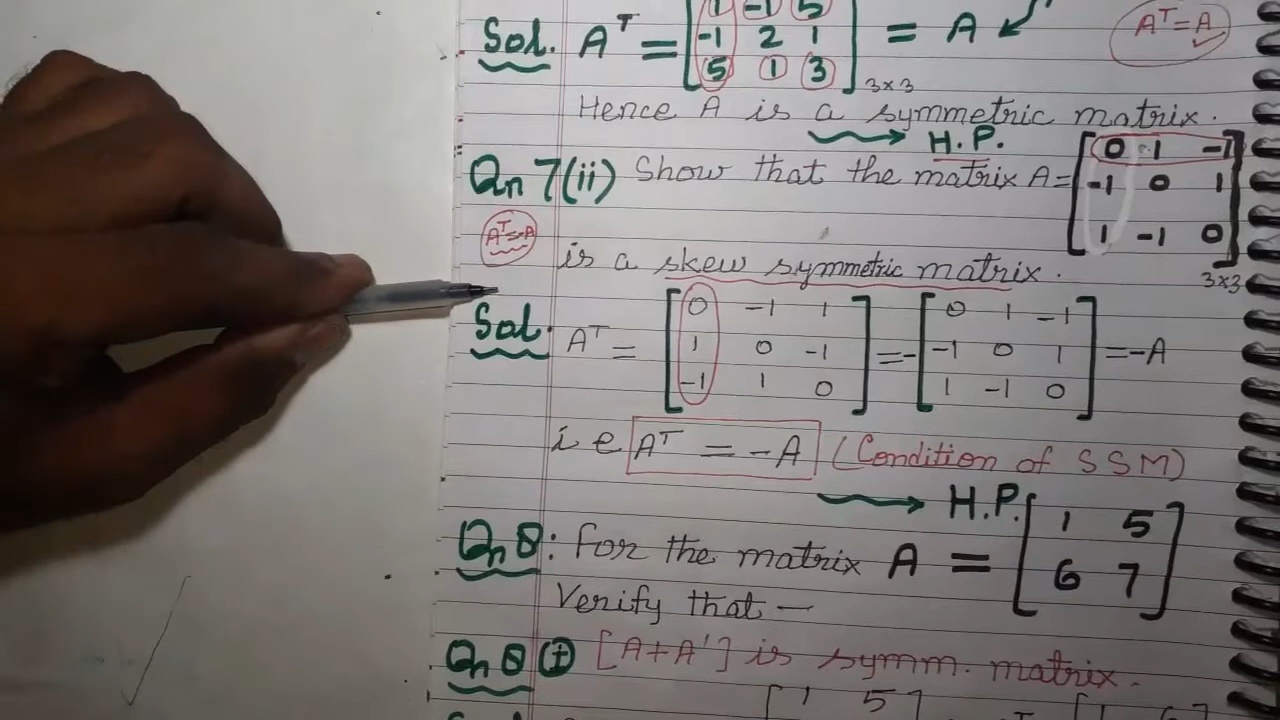 1 -1 5
Sol. Aᵀ = [ -1 2 1 ] = A Aᵀ = A
5 1 3 3×3
Hence A is a symmetric matrix.
H.P.
Qn 7(ii) Show that the matrix A = [ 0 1 -1
-1 0 1
1 -1 0 ] 3×3
Aᵀ=-A
is a skew symmetric matrix.
Sol. Aᵀ = [ 0 -1 1
1 0 -1
-1 1 0 ] = - [ 0 1 -1
-1 0 1
1 -1 0 ] = -A
i e Aᵀ = -A (Condition of SSM)
H.P.
Qn 8: For the matrix A = [ 1 5
6 7 ]
Verify that —
Qn 8 (I) [A+A'] is symm. matrix.
1 5